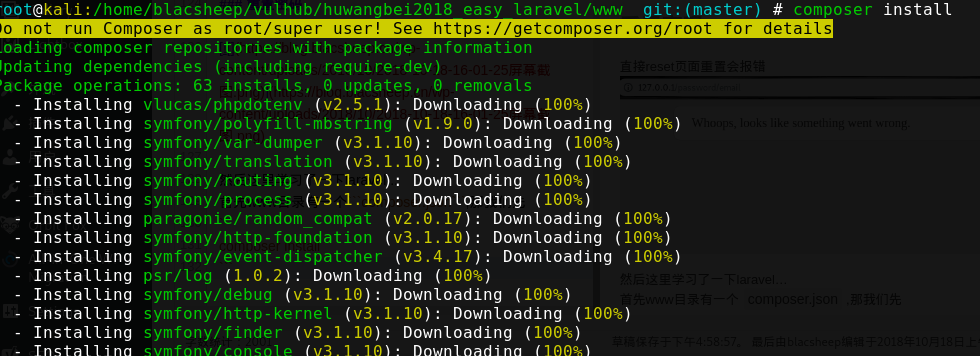 root@kali:/home/blacsheep/vulhub/huwangbei2018_easy_laravel/www git:(master) # composer install
Do not run Composer as root/super user! See https://getcomposer.org/root for details
Loading composer repositories with package information
Updating dependencies (including require-dev)
Package operations: 63 installs, 0 updates, 0 removals
- Installing vlucas/phpdotenv (v2.5.1): Downloading (100%)
- Installing symfony/polyfill-mbstring (v1.9.0): Downloading (100%)
- Installing symfony/var-dumper (v3.1.10): Downloading (100%)
- Installing symfony/translation (v3.1.10): Downloading (100%)
- Installing symfony/routing (v3.1.10): Downloading (100%)
- Installing symfony/process (v3.1.10): Downloading (100%)
- Installing paragonie/random_compat (v2.0.17): Downloading (100%)
- Installing symfony/http-foundation (v3.1.10): Downloading (100%)
- Installing symfony/event-dispatcher (v3.4.17): Downloading (100%)
- Installing psr/log (1.0.2): Downloading (100%)
- Installing symfony/debug (v3.1.10): Downloading (100%)
- Installing symfony/http-kernel (v3.1.10): Downloading (100%)
- Installing symfony/finder (v3.1.10): Downloading (100%)
- Installing symfony/console (v3.1.10): Downloading (100%)
直接reset页面重置会报错
127.0.0.1
Whoops, looks like something went wrong.
然后这里学习了一下laravel...
首先www目录有一个 composer.json .那我们先
草稿保存于下午4:58:57。 最后由blacsheep编辑于2018年10月18日